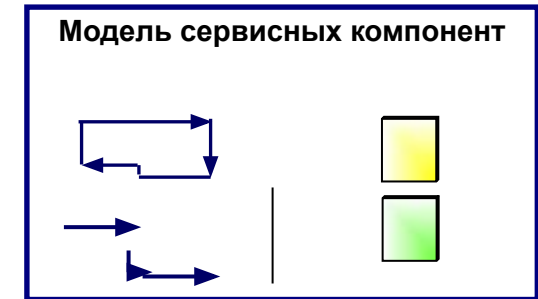 Модель сервисных компонент